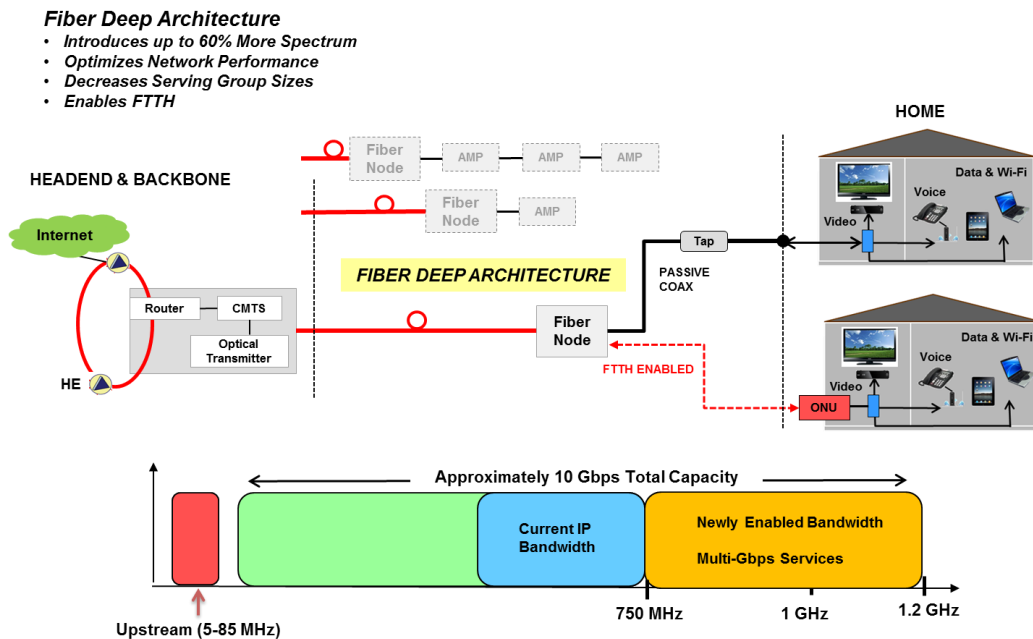 Fiber Deep Architecture
• Introduces up to 60% More Spectrum
• Optimizes Network Performance
• Decreases Serving Group Sizes
• Enables FTTH
HOME
Fiber
Node
AMP
AMP
AMP
HEADEND & BACKBONE
Data & Wi-Fi
Voice
Video
Fiber
Node
AMP
Internet
Tap
PASSIVE
COAX
FIBER DEEP ARCHITECTURE
Router
CMTS
Optical
Transmitter
Fiber
Node
HE
FTTH ENABLED
Data & Wi-Fi
Voice
Video
ONU
Approximately 10 Gbps Total Capacity
Current IP
Bandwidth
Newly Enabled Bandwidth
Multi-Gbps Services
750 MHz
1 GHz
1.2 GHz
Upstream (5-85 MHz)